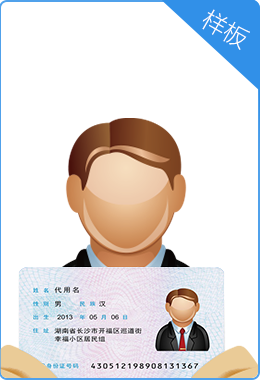 样板
姓 名 代用名
性 别 男 民 族 汉
出 生 2013 年 05 月 06 日
住 址 湖南省长沙市开福区巡道街
幸福小区居民组
身份证号码 430512198908131367